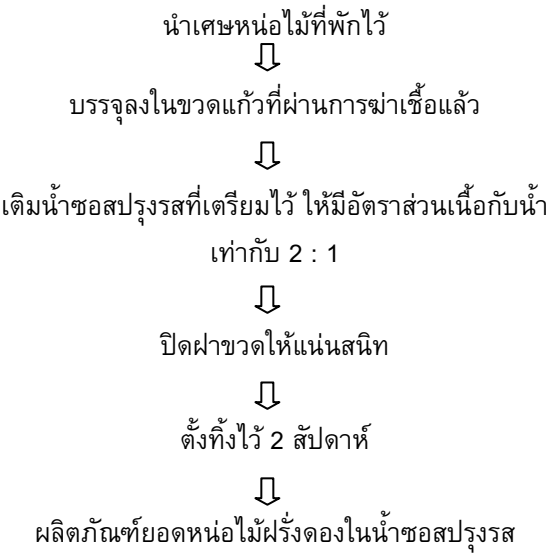 นำเศษหน่อไม้ที่พักไว้
บรรจุลงในขวดแก้วที่ผ่านการฆ่าเชื้อแล้ว
เติมน้ำซอสปรุงรสที่เตรียมไว้ ให้มีอัตราส่วนเนื้อกับน้ำ
เท่ากับ 2 : 1
ปิดฝาขวดให้แน่นสนิท
ตั้งทิ้งไว้ 2 สัปดาห์
ผลิตภัณฑ์ยอดหน่อไม้ฝรั่งดองในน้ำซอสปรุงรส